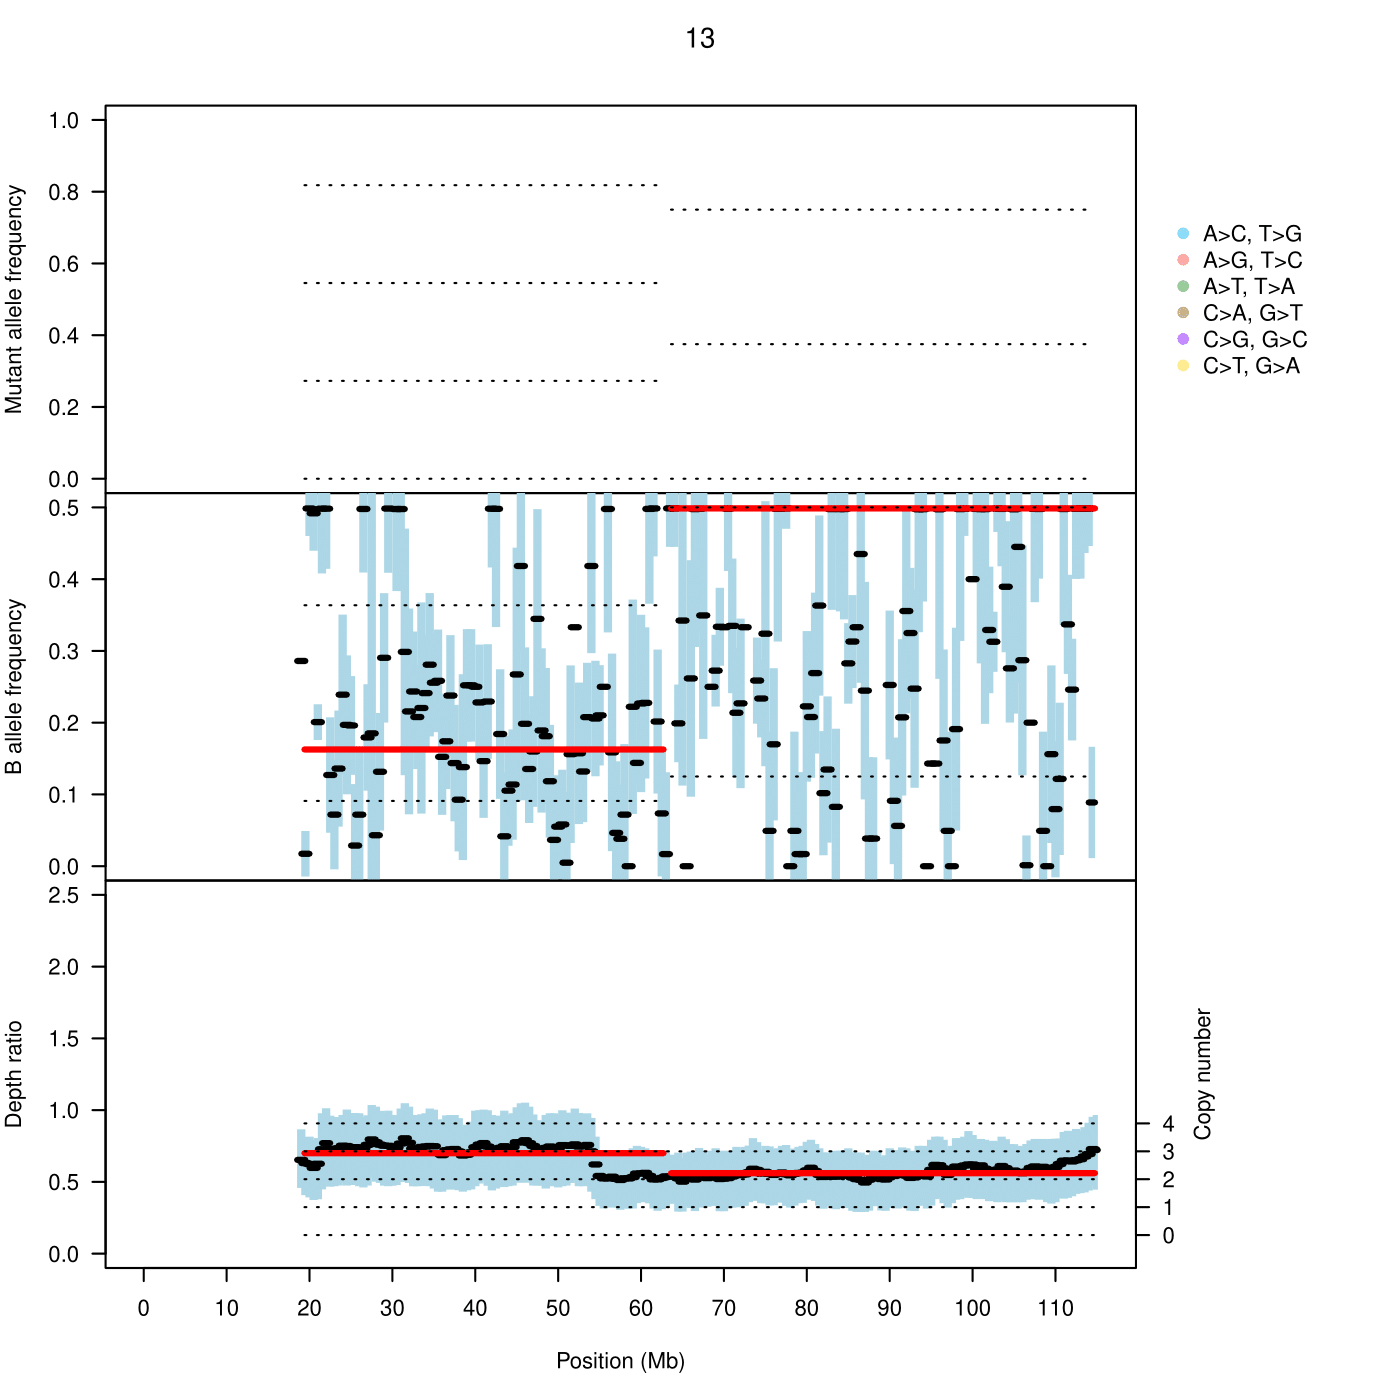 13
Mutant allele frequency
1.0
0.8
0.6
0.4
0.2
0.0
A>C, T>G
A>G, T>C
A>T, T>A
C>A, G>T
C>G, G>C
C>T, G>A
B allele frequency
0.5
0.4
0.3
0.2
0.1
0.0
Depth ratio
2.5
2.0
1.5
1.0
0.5
0.0
Copy number
4
3
2
1
0
0 10 20 30 40 50 60 70 80 90 100 110
Position (Mb)